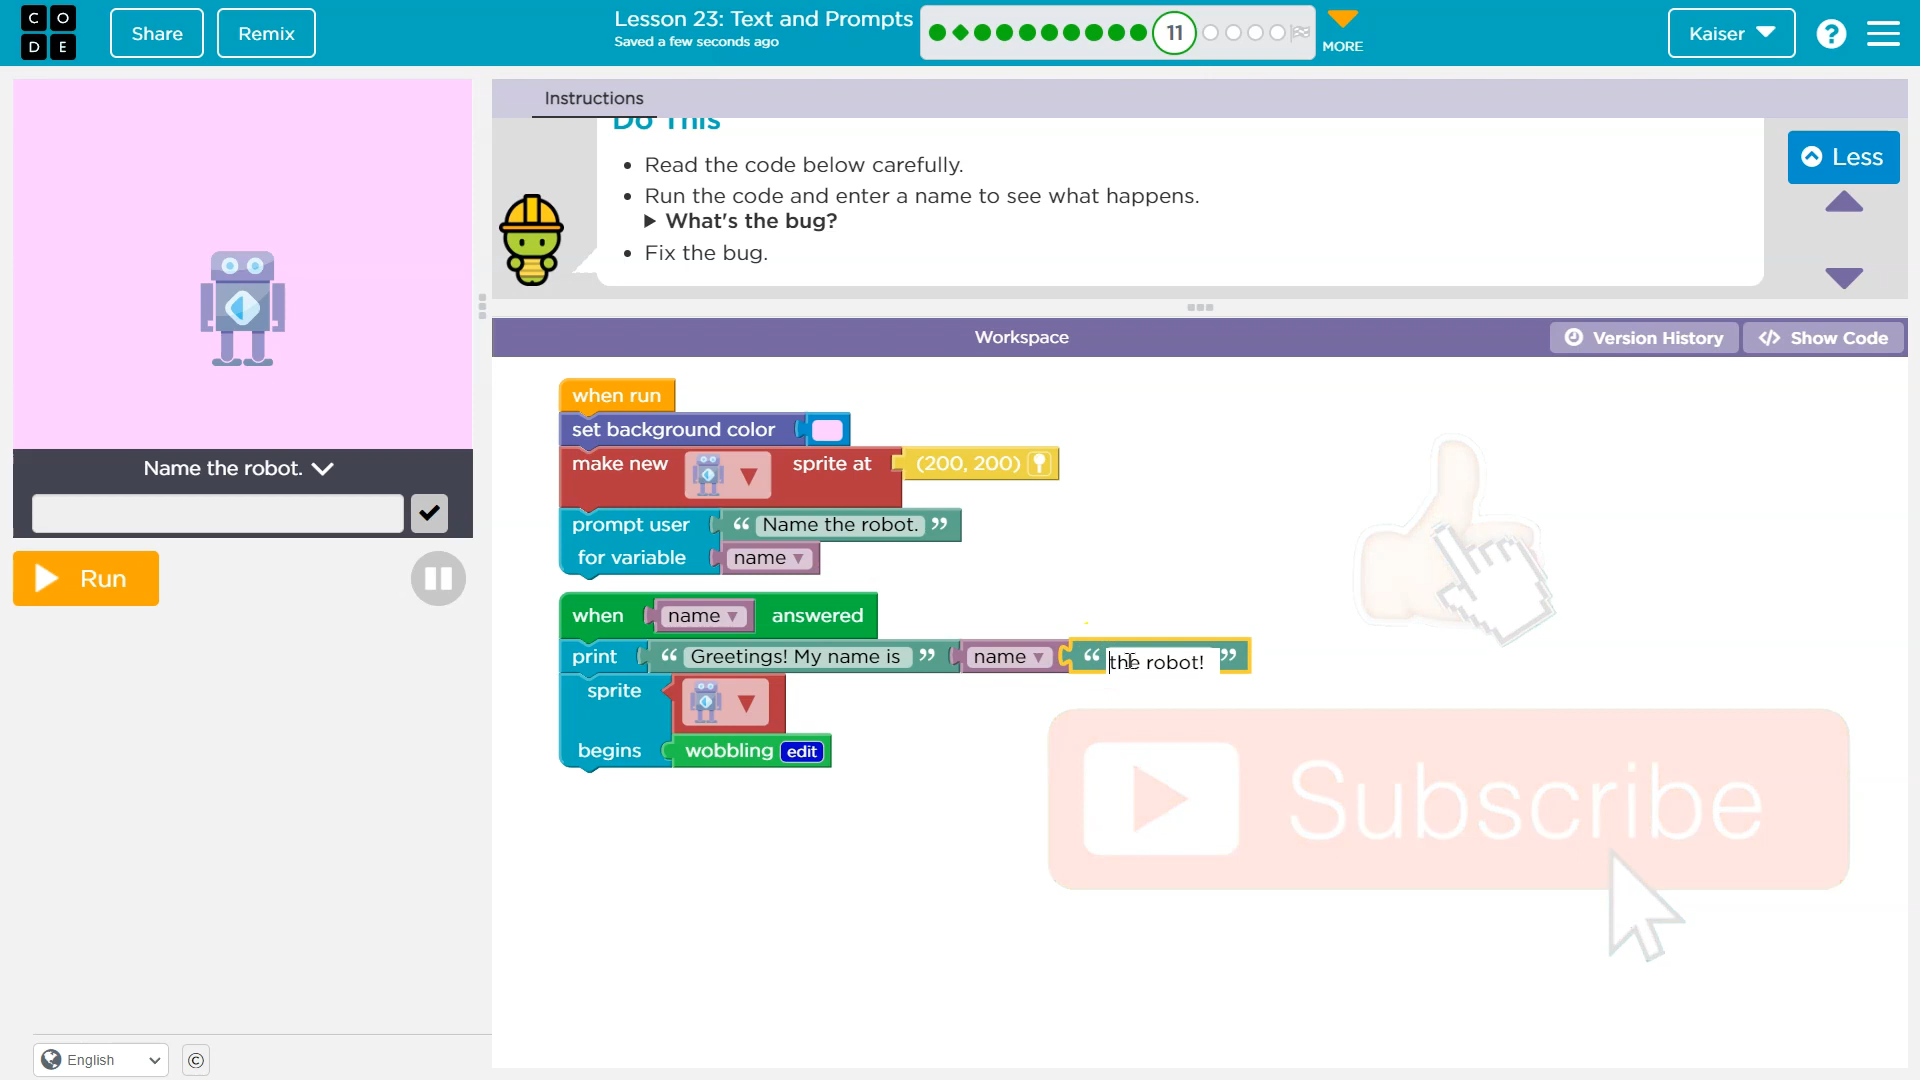 C O
D E
Share
Remix
Lesson 23: Text and Prompts
Saved a few seconds ago
11
MORE
Kaiser
?
Instructions
Do This
• Read the code below carefully.
• Run the code and enter a name to see what happens.
▶ What's the bug?
• Fix the bug.
Less
Workspace
Version History
</> Show Code
when run
set background color
make new sprite at (200, 200)
prompt user “ Name the robot. ”
for variable name
when name answered
print “ Greetings! My name is ” name “ the robot! ”
sprite
begins wobbling edit
Name the robot.
Run
Subscribe
English
©